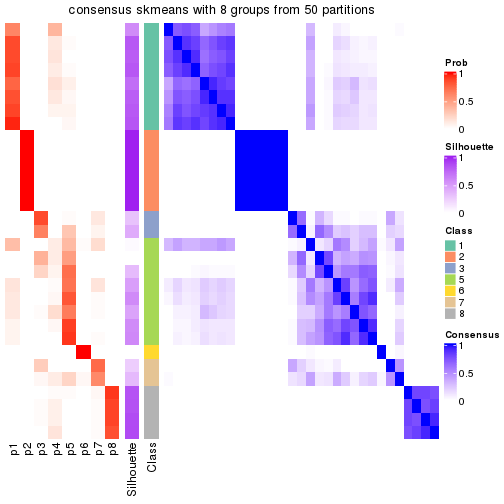 consensus skmeans with 8 groups from 50 partitions
Prob
1
0.5
0
Silhouette
1
0.5
0
Class
1
2
3
5
6
7
8
Consensus
1
0.5
0
p1
p2
p3
p4
p5
p6
p7
p8
Silhouette
Class